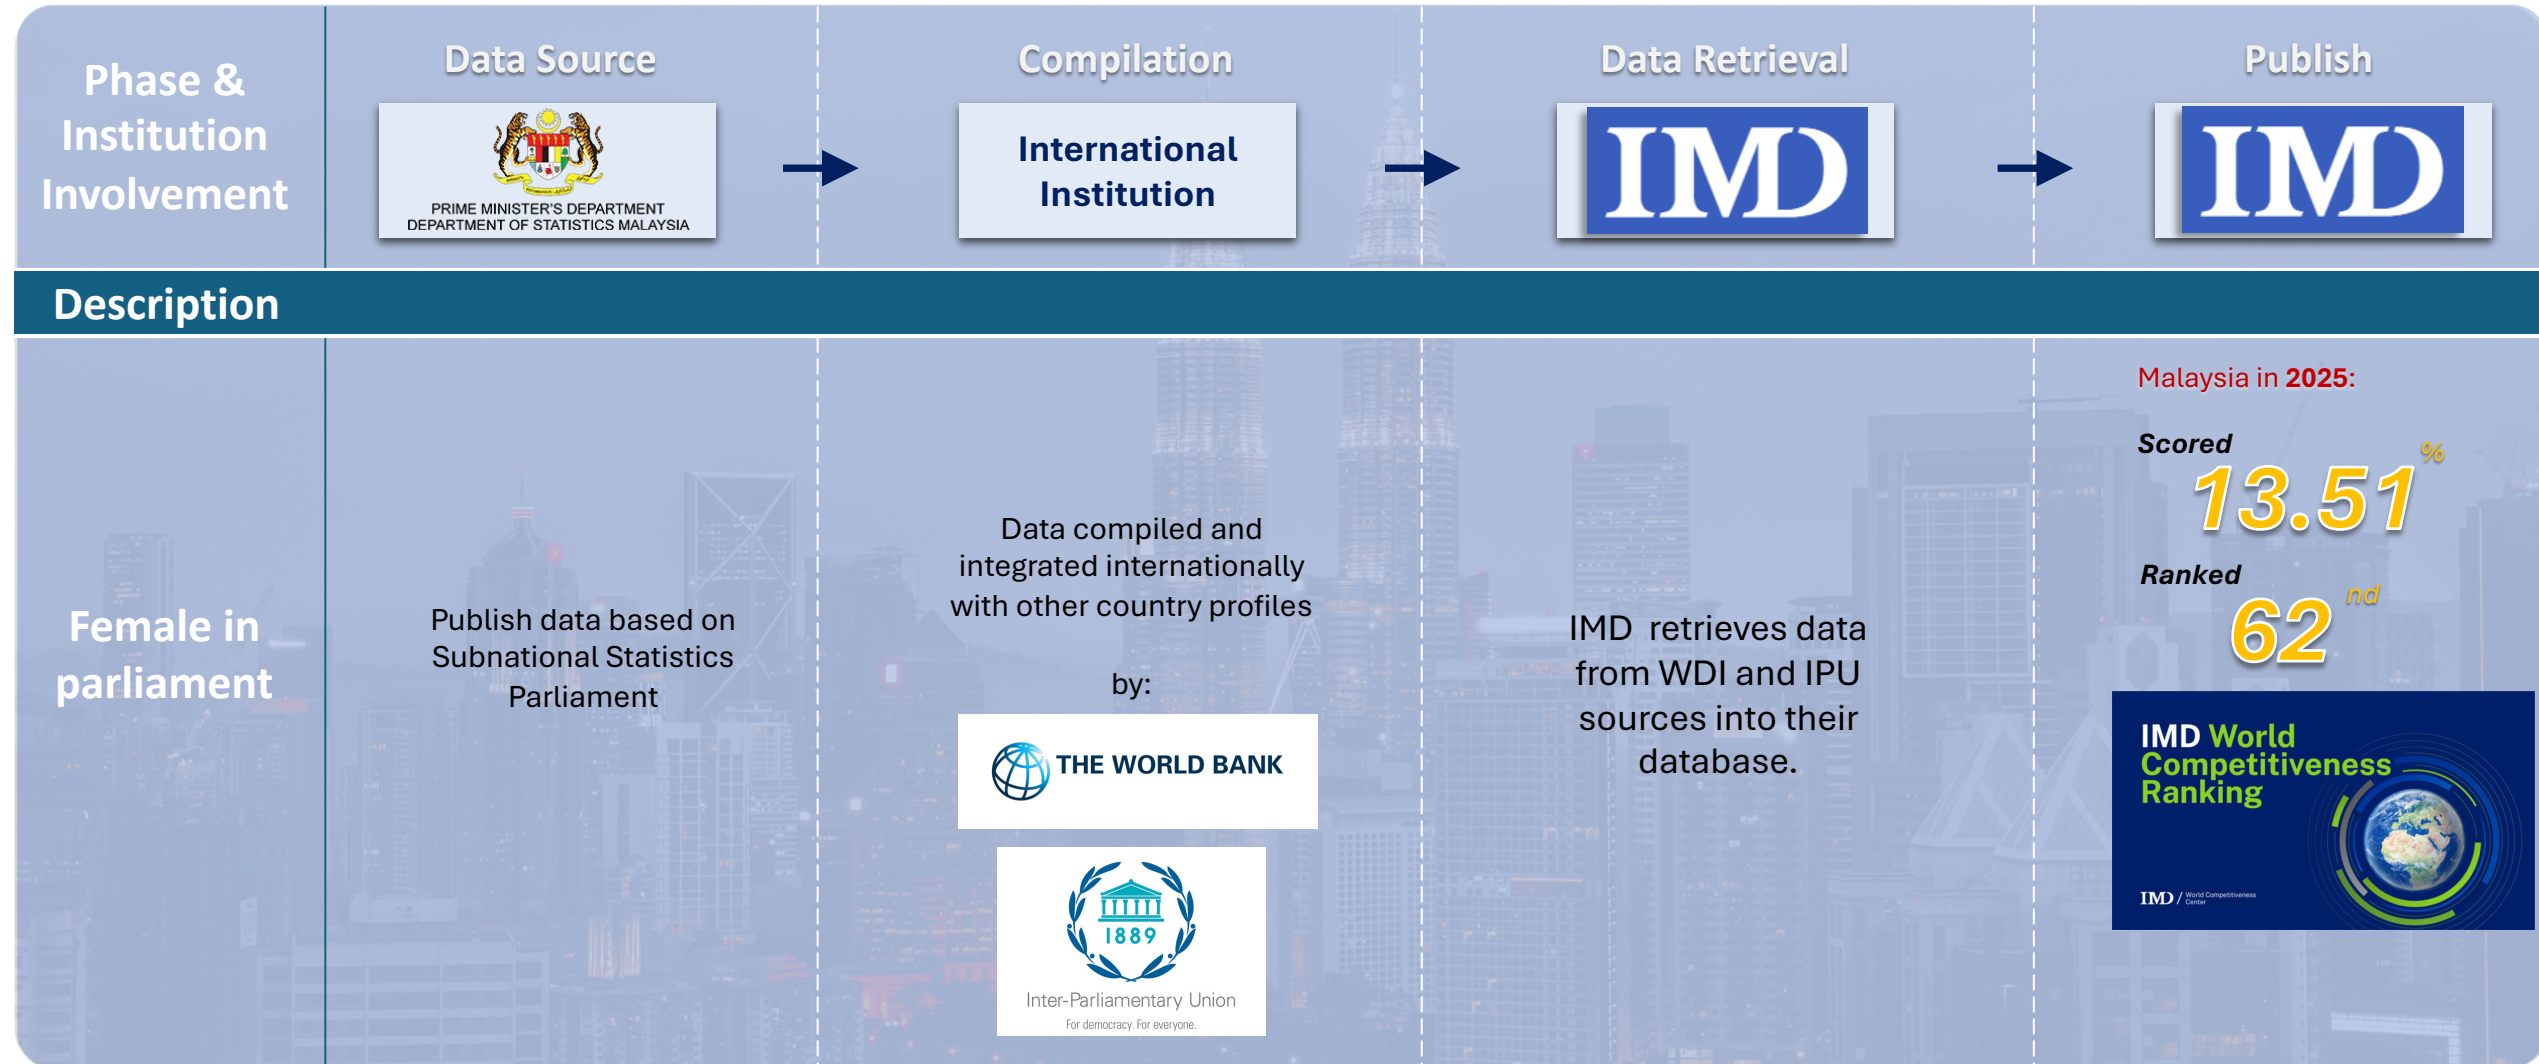 Phase &
Institution
Involvement
Data Source
PRIME MINISTER'S DEPARTMENT
DEPARTMENT OF STATISTICS MALAYSIA
Compilation
International
Institution
Data Retrieval
IMD
Publish
IMD
Description
Female in
parliament
Publish data based on
Subnational Statistics
Parliament
Data compiled and
integrated internationally
with other country profiles
by:
THE WORLD BANK
1889
Inter-Parliamentary Union
For democracy. For everyone.
IMD retrieves data
from WDI and IPU
sources into their
database.
Malaysia in 2025:
Scored
13.51%
Ranked
62nd
IMD World
Competitiveness
Ranking
IMD / World Competitiveness
Center